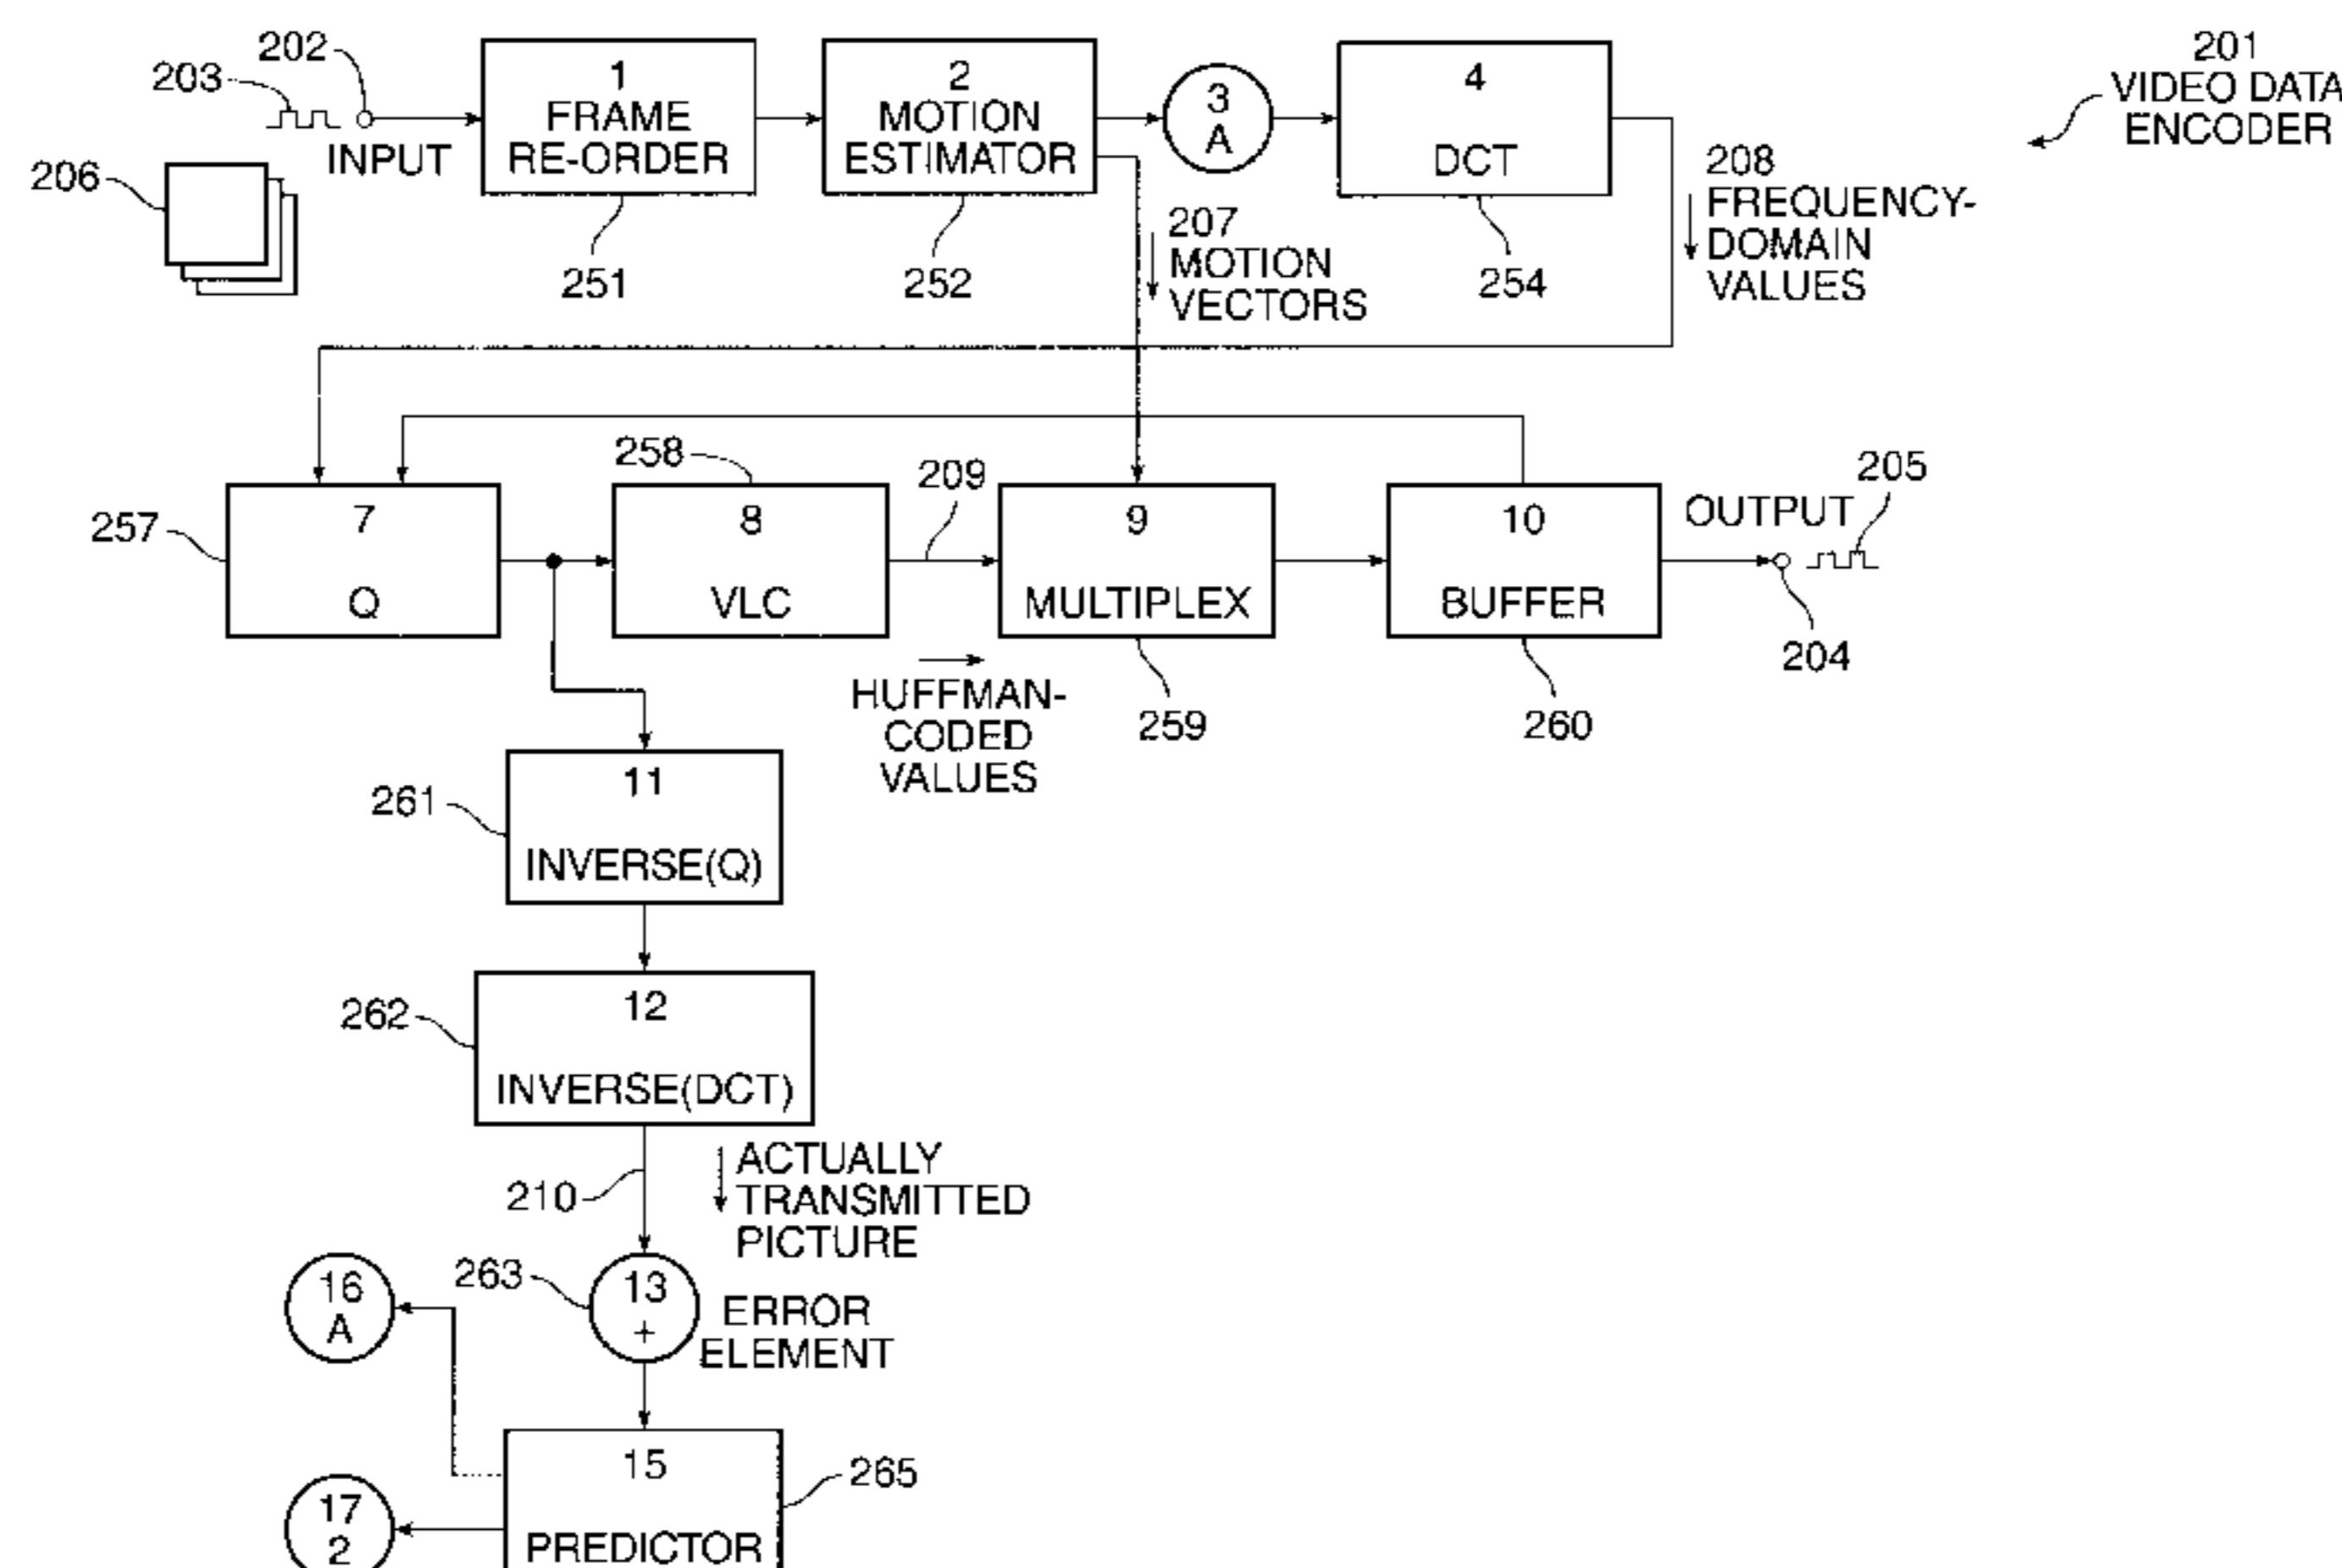 201
VIDEO DATA
ENCODER
202
203
INPUT
206
1
FRAME
RE-ORDER
251
2
MOTION
ESTIMATOR
252
3
A
4
DCT
254
207
MOTION
VECTORS
208
FREQUENCY-
DOMAIN
VALUES
257
7
Q
258
8
VLC
209
HUFFMAN-
CODED
VALUES
9
MULTIPLEX
259
10
BUFFER
260
OUTPUT
205
204
261
11
INVERSE(Q)
262
12
INVERSE(DCT)
210
ACTUALLY
TRANSMITTED
PICTURE
263
13
+
ERROR
ELEMENT
16
A
15
PREDICTOR
265
17
2